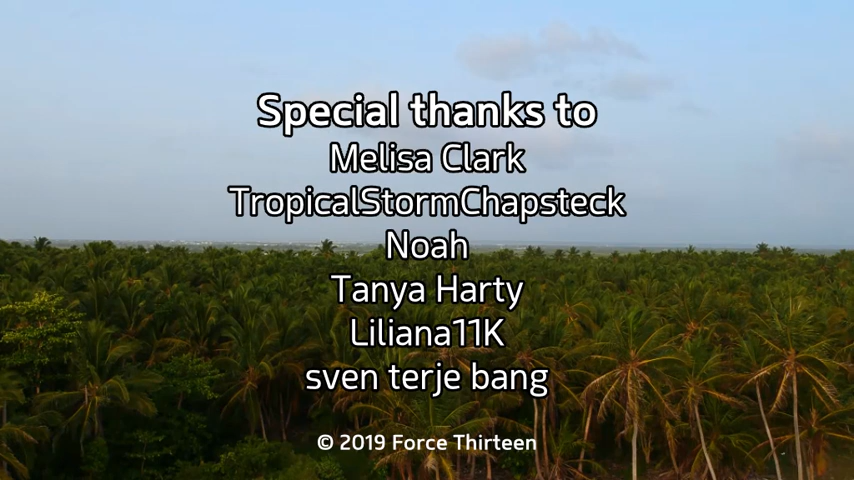 Special thanks to
Melisa Clark
TropicalStormChapsteck
Noah
Tanya Harty
Liliana11K
sven terje bang
© 2019 Force Thirteen